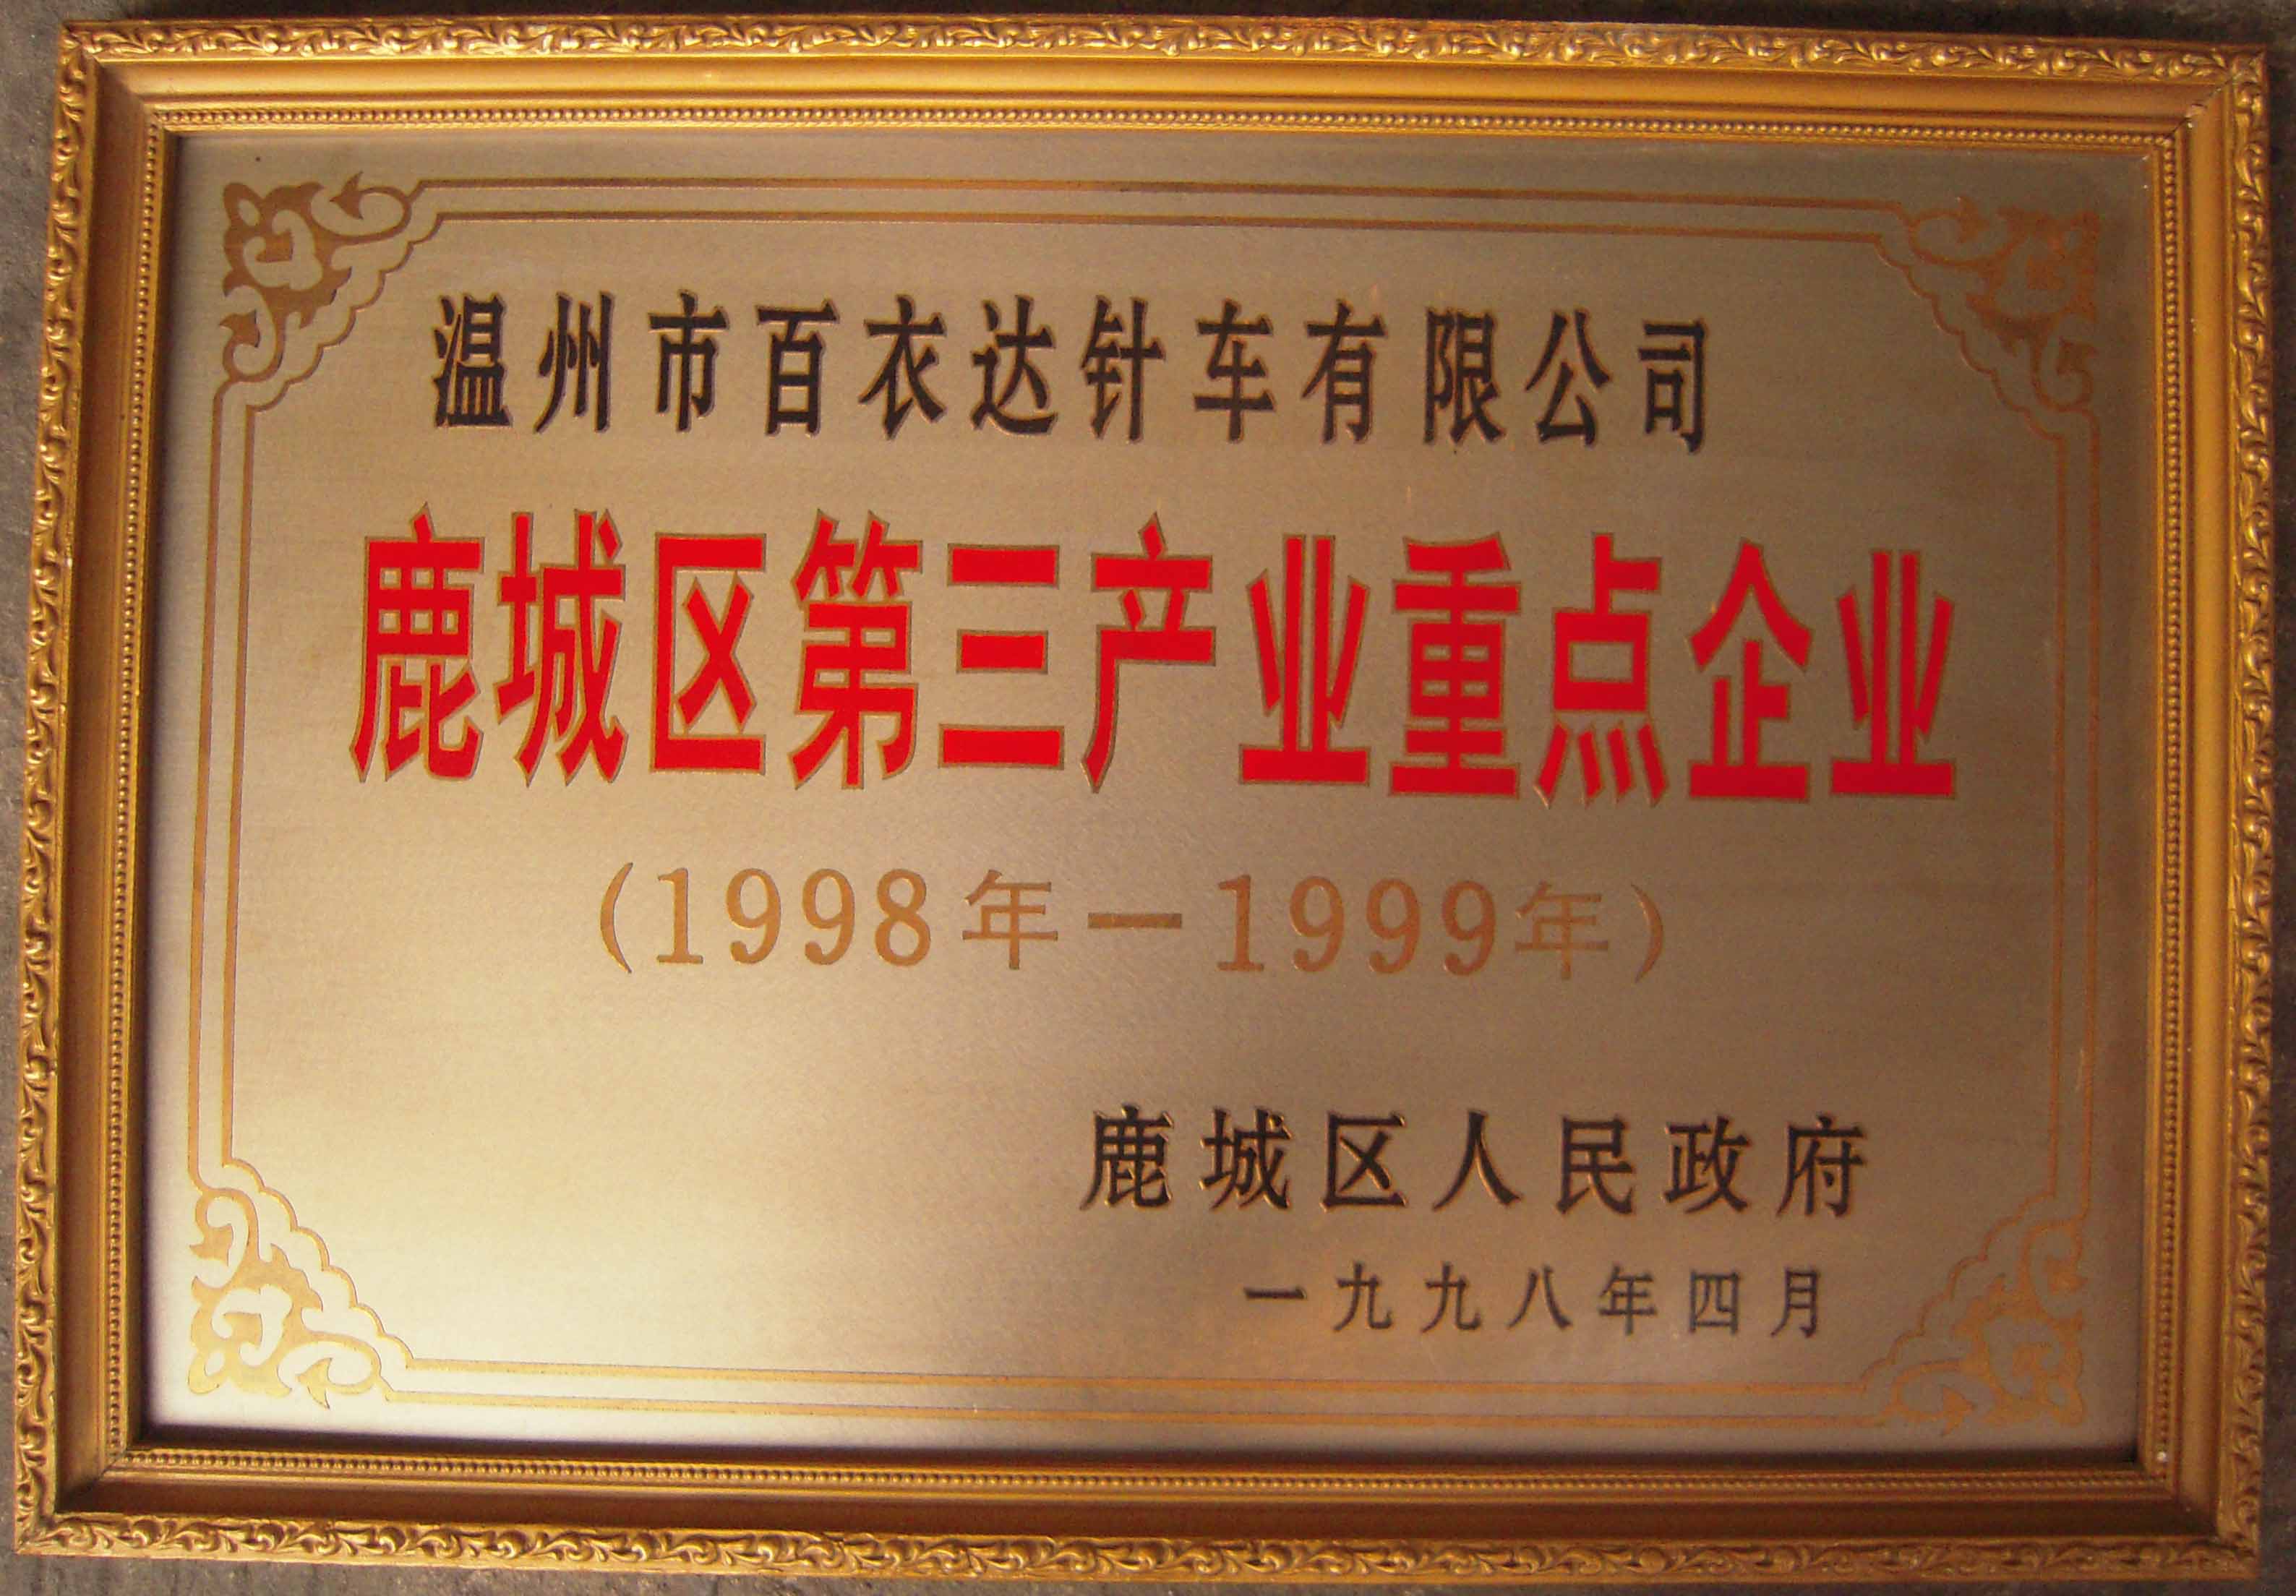 温州市百衣达针车有限公司
鹿城区第三产业重点企业
(1998年—1999年)
鹿城区人民政府
一九九八年四月